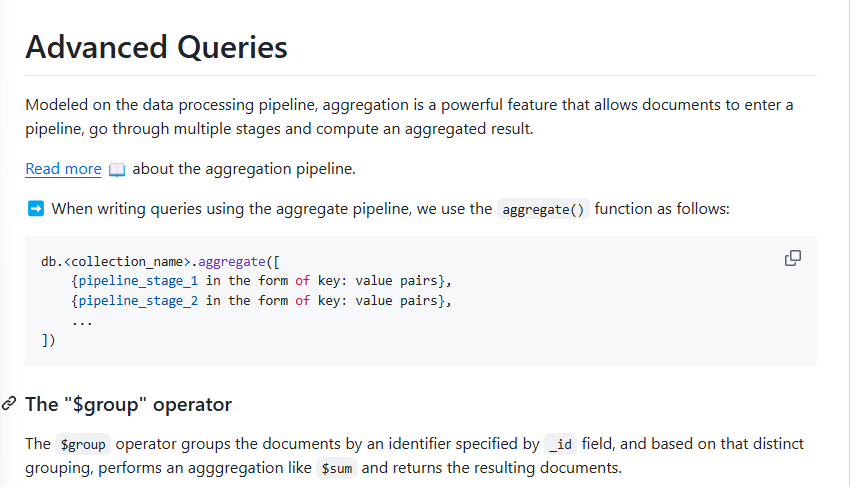 Advanced Queries
Modeled on the data processing pipeline, aggregation is a powerful feature that allows documents to enter a
pipeline, go through multiple stages and compute an aggregated result.
Read more 📖 about the aggregation pipeline.
➡️ When writing queries using the aggregate pipeline, we use the aggregate() function as follows:
db.<collection_name>.aggregate([
    {pipeline_stage_1 in the form of key: value pairs},
    {pipeline_stage_2 in the form of key: value pairs},
    ...
])
The "$group" operator
The $group operator groups the documents by an identifier specified by _id field, and based on that distinct
grouping, performs an agggregation like $sum and returns the resulting documents.